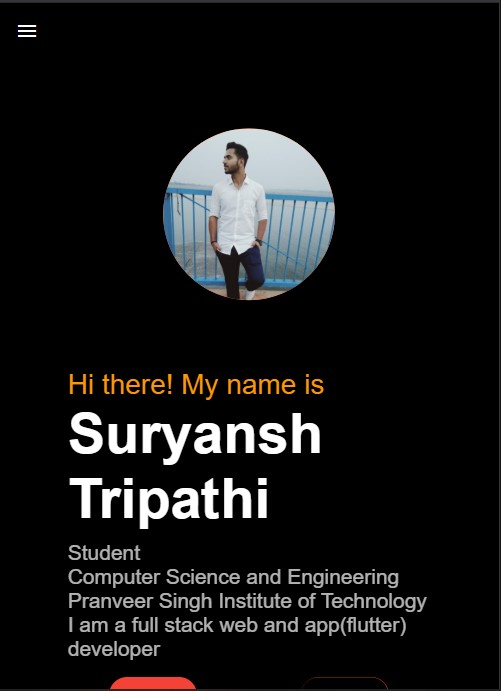 Hi there! My name is
Suryansh
Tripathi
Student
Computer Science and Engineering
Pranveer Singh Institute of Technology
I am a full stack web and app(flutter)
developer